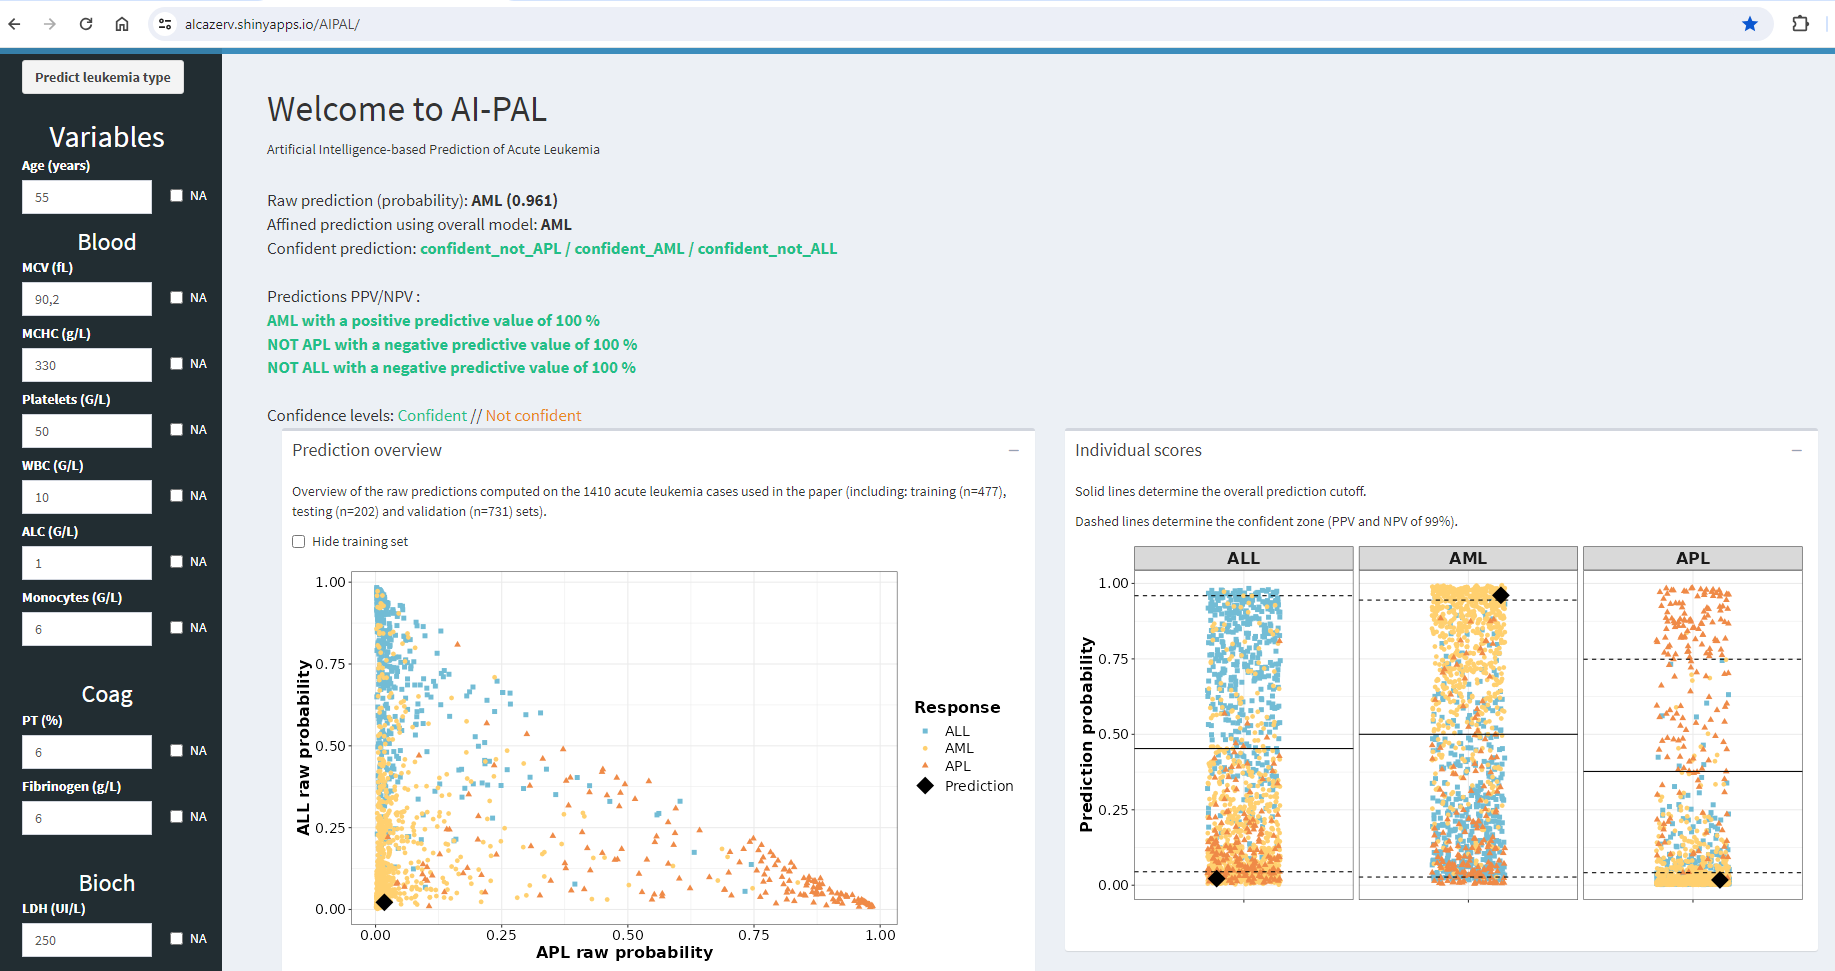 alcazerv.shinyapps.io/AIPAL/
Predict leukemia type
Variables
Age (years)
55
NA
Blood
MCV (fL)
90,2
NA
MCHC (g/L)
330
NA
Platelets (G/L)
50
NA
WBC (G/L)
10
NA
ALC (G/L)
1
NA
Monocytes (G/L)
6
NA
Coag
PT (%)
6
NA
Fibrinogen (g/L)
6
NA
Bioch
LDH (UI/L)
250
NA
Welcome to AI-PAL
Artificial Intelligence-based Prediction of Acute Leukemia
Raw prediction (probability): AML (0.961)
Affined prediction using overall model: AML
Confident prediction: confident_not_APL / confident_AML / confident_not_ALL
Predictions PPV/NPV :
AML with a positive predictive value of 100 %
NOT APL with a negative predictive value of 100 %
NOT ALL with a negative predictive value of 100 %
Confidence levels: Confident // Not confident
Prediction overview
Overview of the raw predictions computed on the 1410 acute leukemia cases used in the paper (including: training (n=477),
testing (n=202) and validation (n=731) sets).
Hide training set
ALL raw probability
1.00
0.75
0.50
0.25
0.00
0.00 0.25 0.50 0.75 1.00
APL raw probability
Response
ALL
AML
APL
Prediction
Individual scores
Solid lines determine the overall prediction cutoff.
Dashed lines determine the confident zone (PPV and NPV of 99%).
ALL AML APL
Prediction probability
1.00
0.75
0.50
0.25
0.00